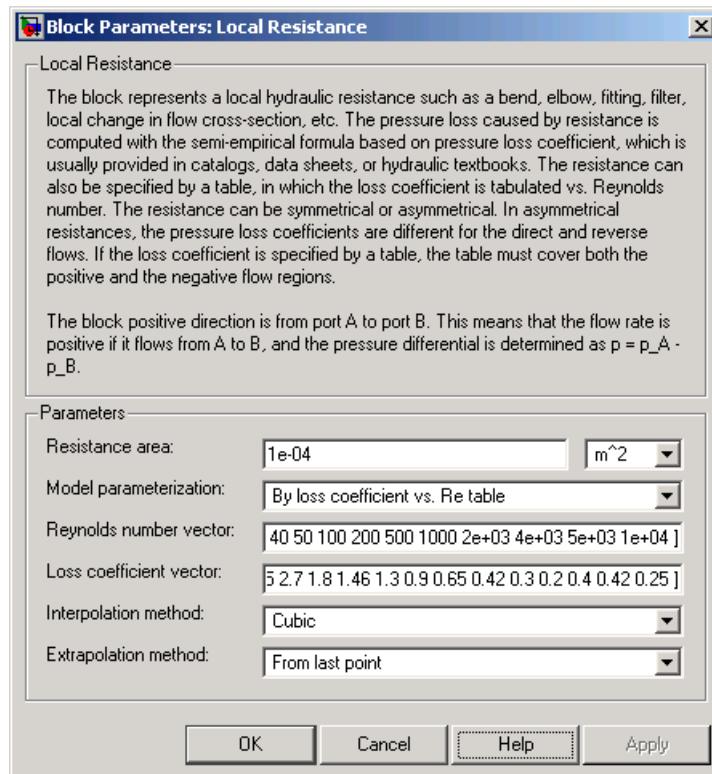 Block Parameters: Local Resistance
Local Resistance
The block represents a local hydraulic resistance such as a bend, elbow, fitting, filter,
local change in flow cross-section, etc. The pressure loss caused by resistance is
computed with the semi-empirical formula based on pressure loss coefficient, which is
usually provided in catalogs, data sheets, or hydraulic textbooks. The resistance can
also be specified by a table, in which the loss coefficient is tabulated vs. Reynolds
number. The resistance can be symmetrical or asymmetrical. In asymmetrical
resistances, the pressure loss coefficients are different for the direct and reverse
flows. If the loss coefficient is specified by a table, the table must cover both the
positive and the negative flow regions.
The block positive direction is from port A to port B. This means that the flow rate is
positive if it flows from A to B, and the pressure differential is determined as p = p_A -
p_B.
Parameters
Resistance area: 1e-04 m^2
Model parameterization: By loss coefficient vs. Re table
Reynolds number vector: 40 50 100 200 500 1000 2e+03 4e+03 5e+03 1e+04 ]
Loss coefficient vector: 5 2.7 1.8 1.46 1.3 0.9 0.65 0.42 0.3 0.2 0.4 0.42 0.25 ]
Interpolation method: Cubic
Extrapolation method: From last point
OK Cancel Help Apply